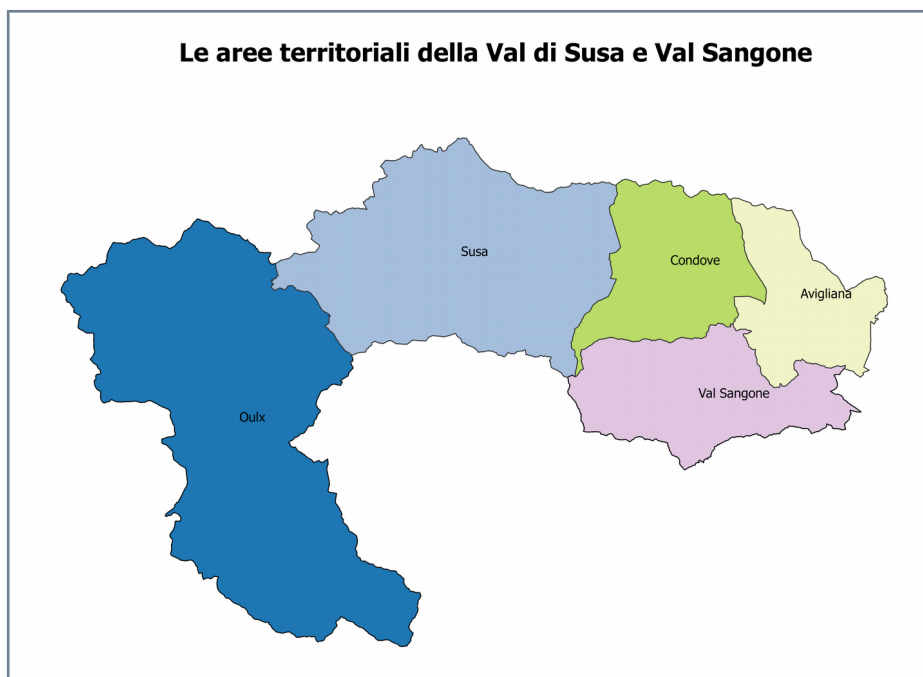 Le aree territoriali della Val di Susa e Val Sangone
Susa
Condove
Avigliana
Val Sangone
Oulx